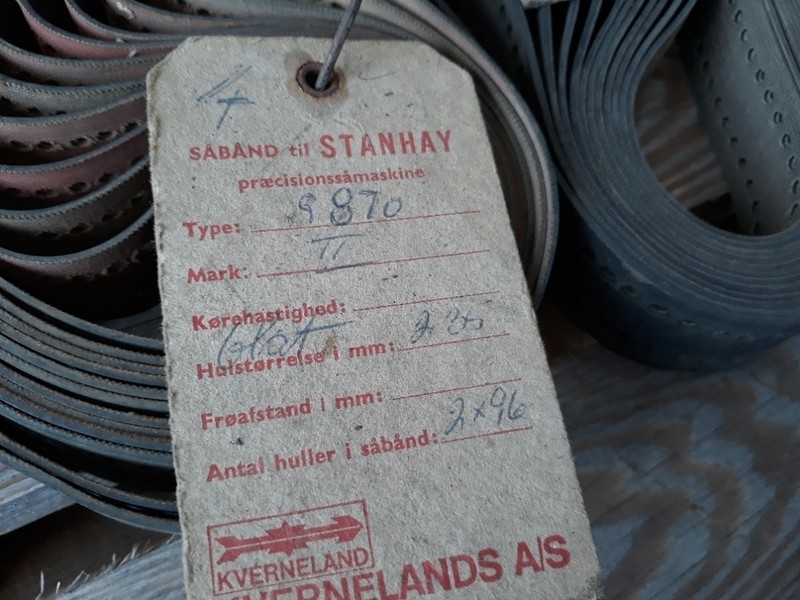 SÅBÅND til STANHAY
præcisionssåmaskine
Type: 9870
Mark: II
Kørehastighed:
Hulstørrelse i mm:
Frøafstand i mm:
Antal huller i såbånd: 2x96
KVERNELAND
KVERNELANDS A/S